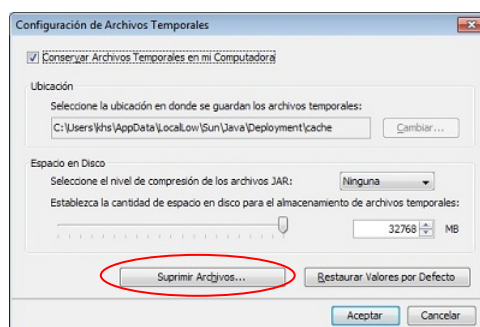 Configuración de Archivos Temporales
Conservar Archivos Temporales en mi Computadora
Ubicación
Seleccione la ubicación en donde se guardan los archivos temporales:
C:\Users\khs\AppData\LocalLow\Sun\Java\Deployment\cache
Cambiar...
Espacio en Disco
Seleccione el nivel de compresión de los archivos JAR: Ninguna
Establezca la cantidad de espacio en disco para el almacenamiento de archivos temporales:
32768 MB
Suprimir Archivos... Restaurar Valores por Defecto
Aceptar Cancelar